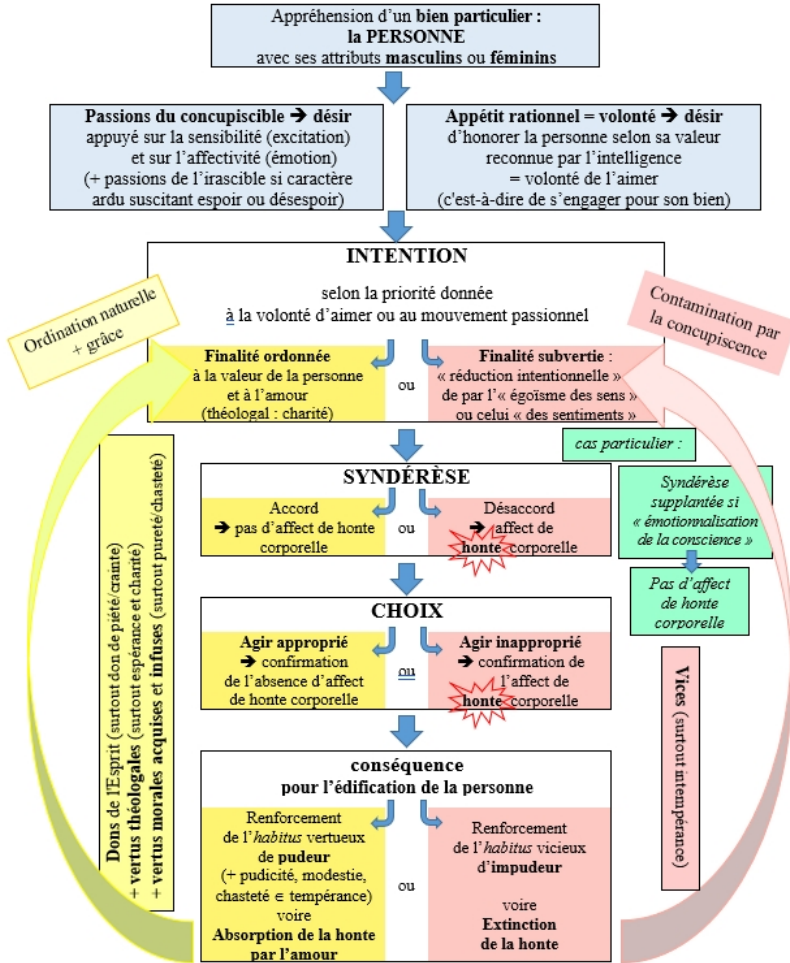 Appréhension d'un bien particulier :
la PERSONNE
avec ses attributs masculins ou féminins
Passions du concupiscible ➔ désir
appuyé sur la sensibilité (excitation)
et sur l'affectivité (émotion)
(+ passions de l'irascible si caractère
ardu suscitant espoir ou désespoir)
Appétit rationnel = volonté ➔ désir
d'honorer la personne selon sa valeur
reconnue par l'intelligence
= volonté de l'aimer
(c'est-à-dire de s'engager pour son bien)
INTENTION
selon la priorité donnée
à la volonté d'aimer ou au mouvement passionnel
Ordination naturelle
+ grâce
Contamination par
la concupiscence
Finalité ordonnée
à la valeur de la personne
et à l'amour
(théologal : charité)
ou
Finalité subvertie :
« réduction intentionnelle »
de par l'« égoïsme des sens »
ou celui « des sentiments »
cas particulier :
SYNDÉRÈSE
Accord
➔ pas d'affect de honte
corporelle
ou
Désaccord
➔ affect de
honte corporelle
Syndérèse
supplantée si
« émotionnalisation
de la conscience »
Pas d'affect
de honte
corporelle
CHOIX
Agir approprié
➔ confirmation
de l'absence d'affect
de honte corporelle
ou
Agir inapproprié
➔ confirmation de
l'affect de
honte corporelle
Dons de l'Esprit (surtout don de piété/crainte)
+ vertus théologales (surtout espérance et charité)
+ vertus morales acquises et infuses (surtout pureté/chasteté)
Vices (surtout intempérance)
conséquence
pour l'édification de la personne
Renforcement
de l'habitus vertueux
de pudeur
(+ pudicité, modestie,
chasteté ∈ tempérance)
voire
Absorption de la honte
par l'amour
ou
Renforcement
de l'habitus vicieux
d'impudeur
voire
Extinction
de la honte